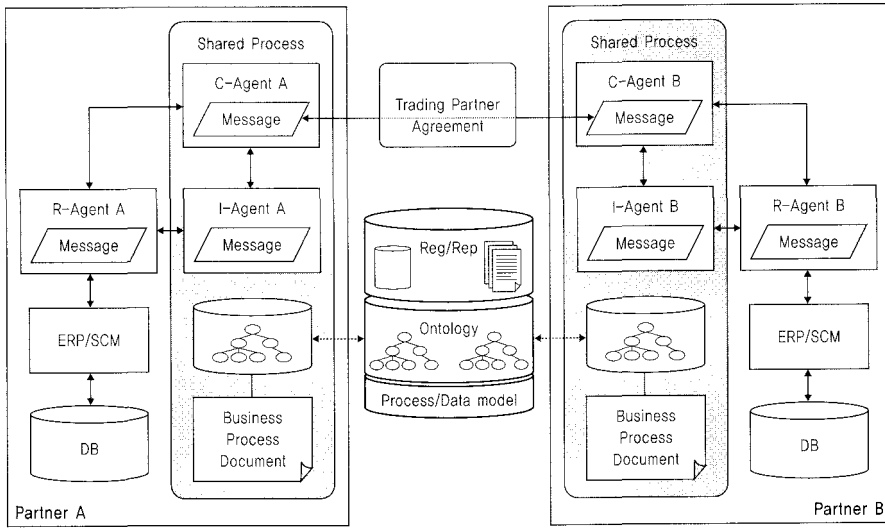 Shared Process
C-Agent A
Message
R-Agent A
Message
I-Agent A
Message
ERP/SCM
DB
Business
Process
Document
Partner A
Trading Partner
Agreement
Reg/Rep
Ontology
Process/Data model
Shared Process
C-Agent B
Message
I-Agent B
Message
R-Agent B
Message
ERP/SCM
DB
Business
Process
Document
Partner B